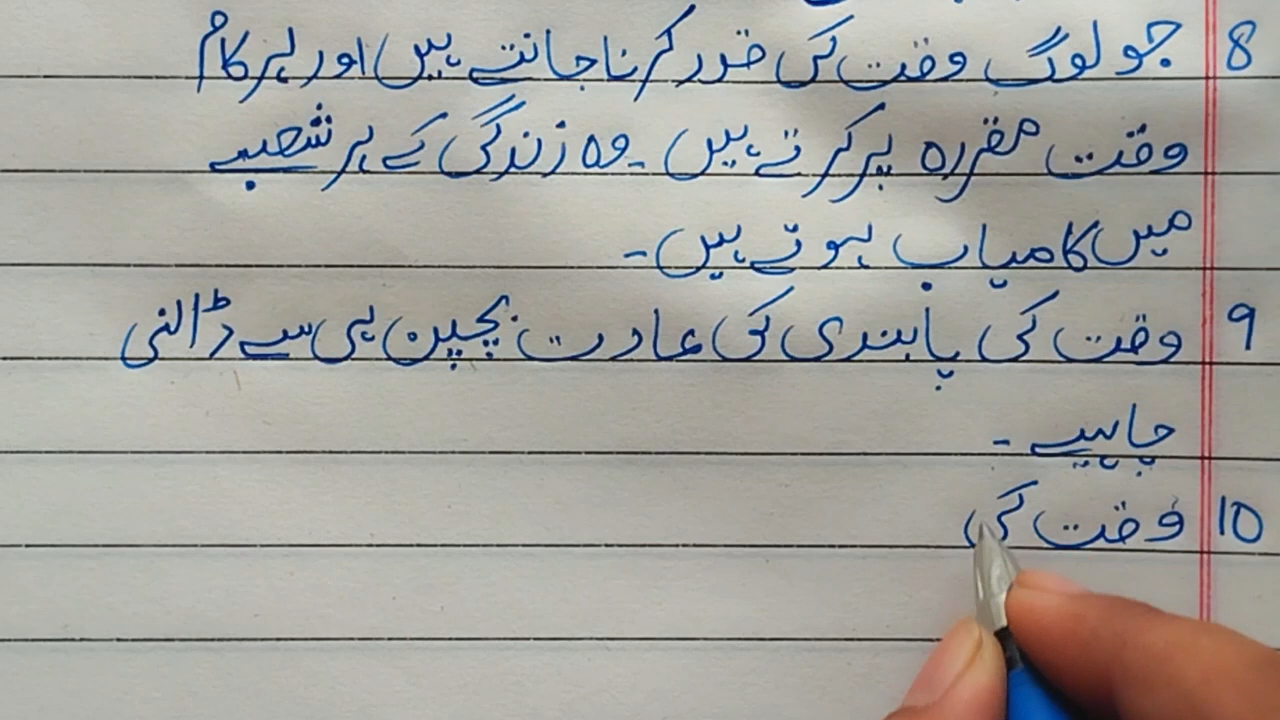 8 جو لوگ وقت کی قدر کرنا جانتے ہیں اور ہر کام
وقت مقررہ پر کرتے ہیں ۔ وہ زندگی کے ہر شعبے
میں کامیاب ہوتے ہیں ۔
9 وقت کی پابندی کی عادت بچپن ہی سے ڈالنی
چاہیے ۔
10 وقت کی